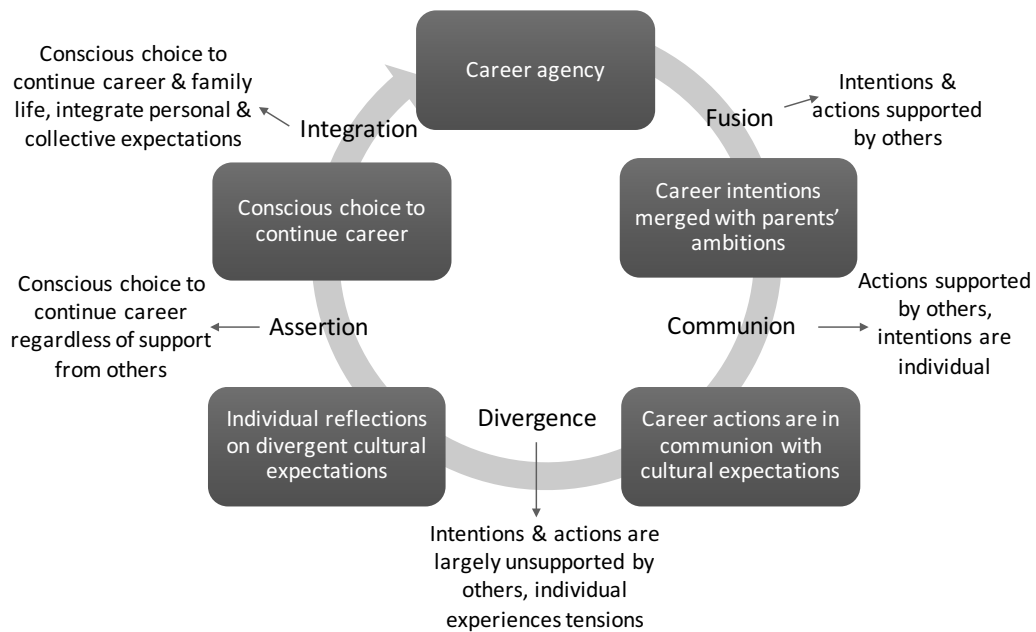 Career agency
Fusion
Intentions &
actions supported
by others
Career intentions
merged with parents’
ambitions
Communion
Actions supported
by others,
intentions are
individual
Career actions are in
communion with
cultural expectations
Divergence
Intentions & actions are
largely unsupported by
others, individual
experiences tensions
Individual reflections
on divergent cultural
expectations
Assertion
Conscious choice to
continue career
regardless of support
from others
Conscious choice to
continue career
Integration
Conscious choice to
continue career & family
life, integrate personal &
collective expectations